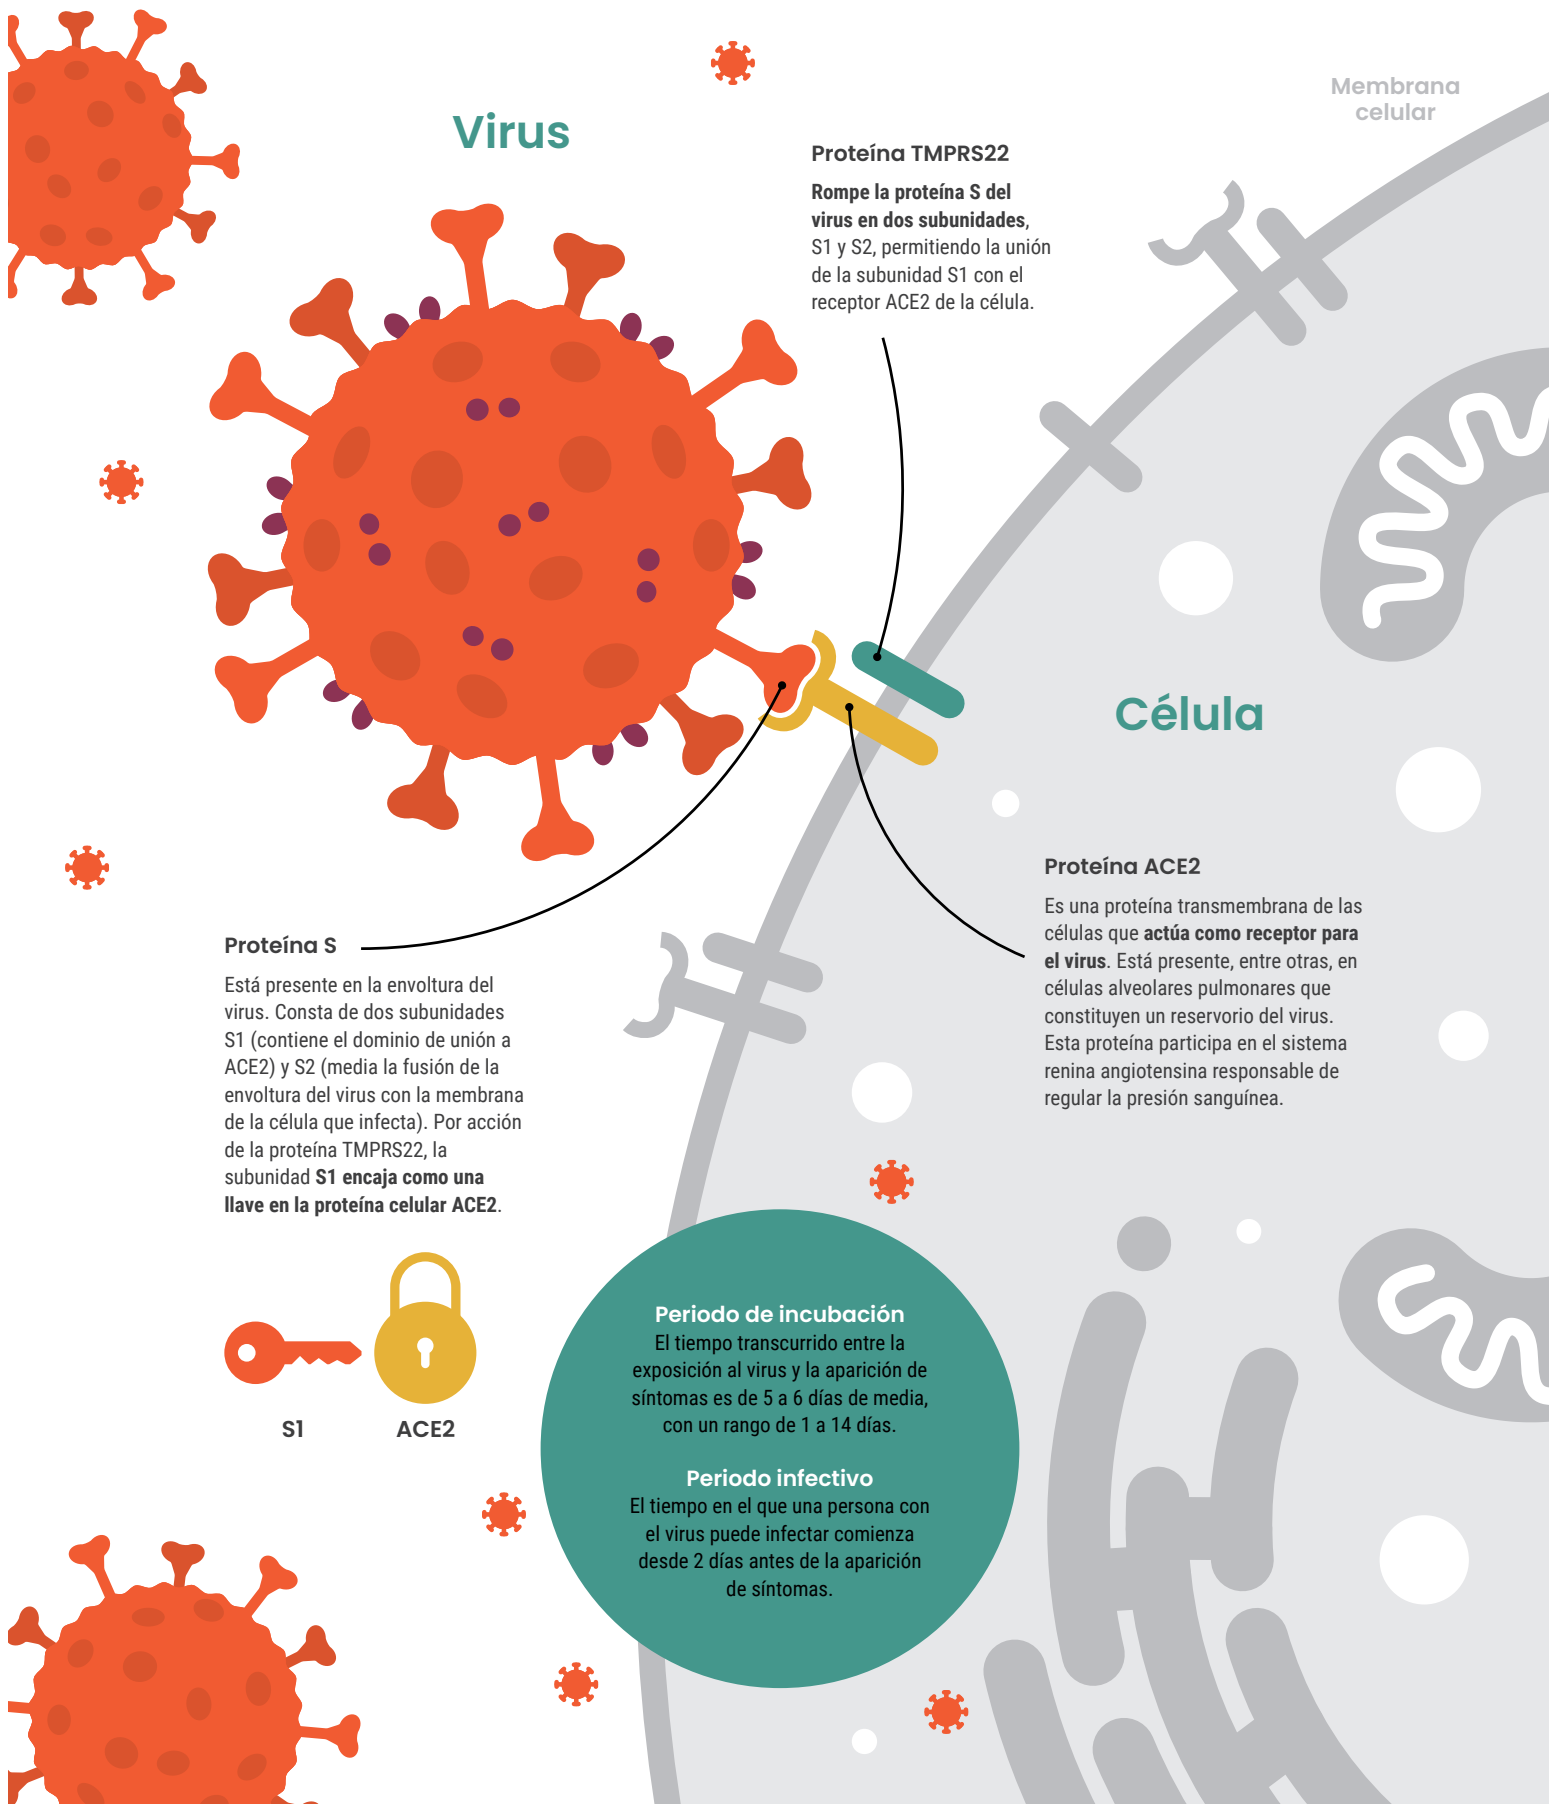 Membrana
celular
Virus
Proteína TMPRS22
Rompe la proteína S del
virus en dos subunidades,
S1 y S2, permitiendo la unión
de la subunidad S1 con el
receptor ACE2 de la célula.
Célula
Proteína ACE2
Es una proteína transmembrana de las
células que actúa como receptor para
el virus. Está presente, entre otras, en
células alveolares pulmonares que
constituyen un reservorio del virus.
Esta proteína participa en el sistema
renina angiotensina responsable de
regular la presión sanguínea.
Proteína S
Está presente en la envoltura del
virus. Consta de dos subunidades
S1 (contiene el dominio de unión a
ACE2) y S2 (media la fusión de la
envoltura del virus con la membrana
de la célula que infecta). Por acción
de la proteína TMPRS22, la
subunidad S1 encaja como una
llave en la proteína celular ACE2.
S1
ACE2
Periodo de incubación
El tiempo transcurrido entre la
exposición al virus y la aparición de
síntomas es de 5 a 6 días de media,
con un rango de 1 a 14 días.
Periodo infectivo
El tiempo en el que una persona con
el virus puede infectar comienza
desde 2 días antes de la aparición
de síntomas.